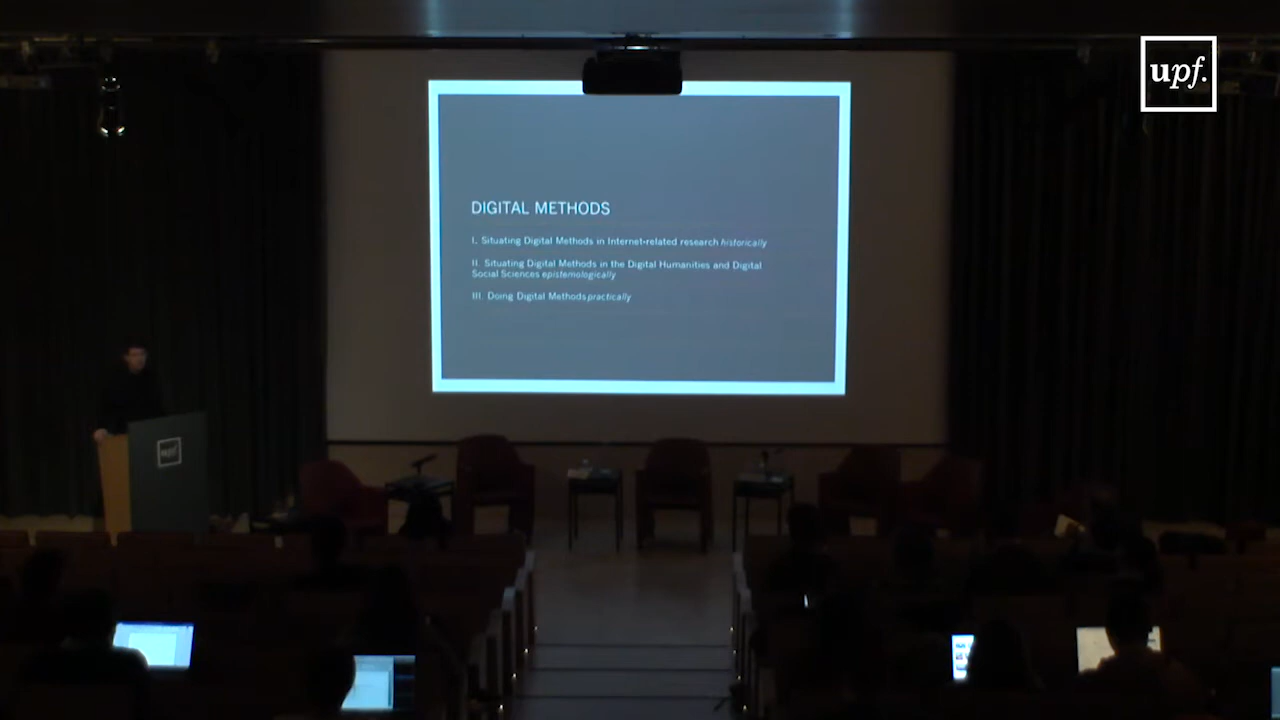 upf.
DIGITAL METHODS
I. Situating Digital Methods in Internet-related research historically
II. Situating Digital Methods in the Digital Humanities and Digital
Social Sciences epistemologically
III. Doing Digital Methods practically
upf.